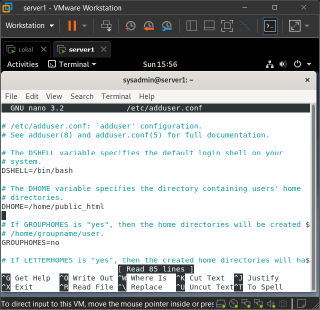 server1 - VMware Workstation
Workstation
Lokal
server1
Activities
Terminal
Sun 15:56
sysadmin@server1: ~
File Edit View Search Terminal Help
GNU nano 3.2 /etc/adduser.conf
# /etc/adduser.conf: `adduser' configuration.
# See adduser(8) and adduser.conf(5) for full documentation.
# The DSHELL variable specifies the default login shell on your
# system.
DSHELL=/bin/bash
# The DHOME variable specifies the directory containing users' home
# directories.
DHOME=/home/public_html
# If GROUPHOMES is "yes", then the home directories will be created $
# /home/groupname/user.
GROUPHOMES=no
# If LETTERHOMES is "yes", then the created home directories will ha$
[ Read 85 lines ]
^G Get Help ^O Write Out ^W Where Is ^K Cut Text ^J Justify
^X Exit ^R Read File ^\ Replace ^U Uncut Text ^T To Spell
To direct input to this VM, move the mouse pointer inside or pres